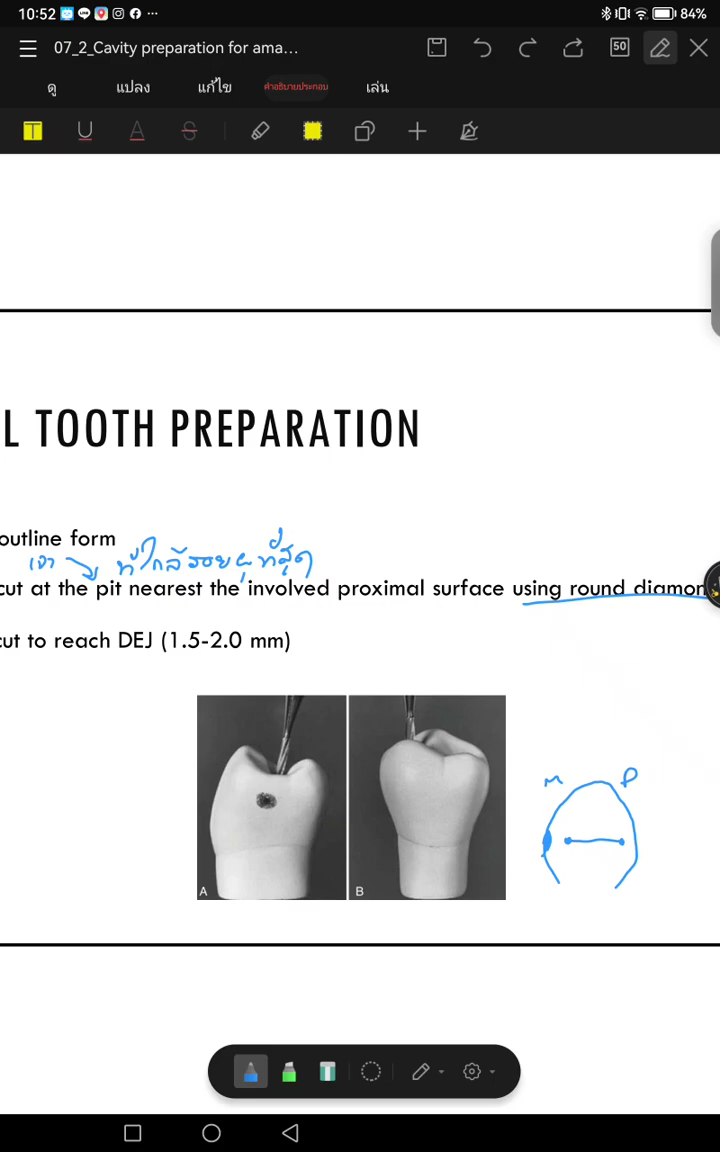 10:52
84%
07_2_Cavity preparation for ama...
50
ดู แปลง แก้ไข คำอธิบายประกอบ เล่น
T U A S
L TOOTH PREPARATION
outline form
เจาะ ที่ใกล้รอยผุที่สุด
cut at the pit nearest the involved proximal surface using round diamon
cut to reach DEJ (1.5-2.0 mm)
M D
A B